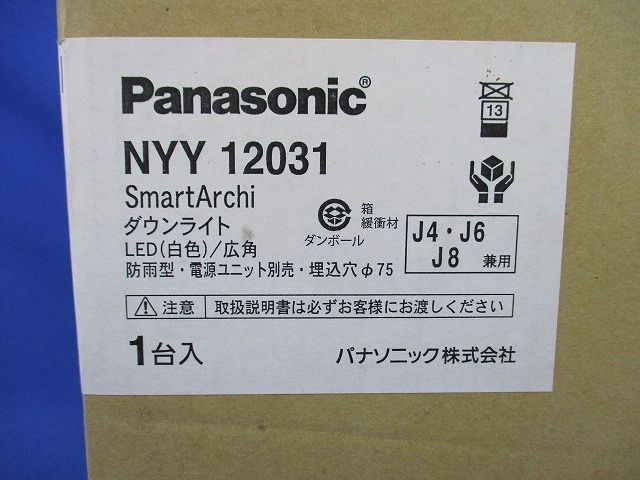 Panasonic®
13
NYY 12031
SmartArchi
ダウンライト
LED(白色)/広角
防雨型・電源ユニット別売・埋込穴φ75
ダンボール
箱
緩衝材
J4・J6
J8 兼用
注意 取扱説明書は必ずお客様にお渡しください
1台入
パナソニック株式会社